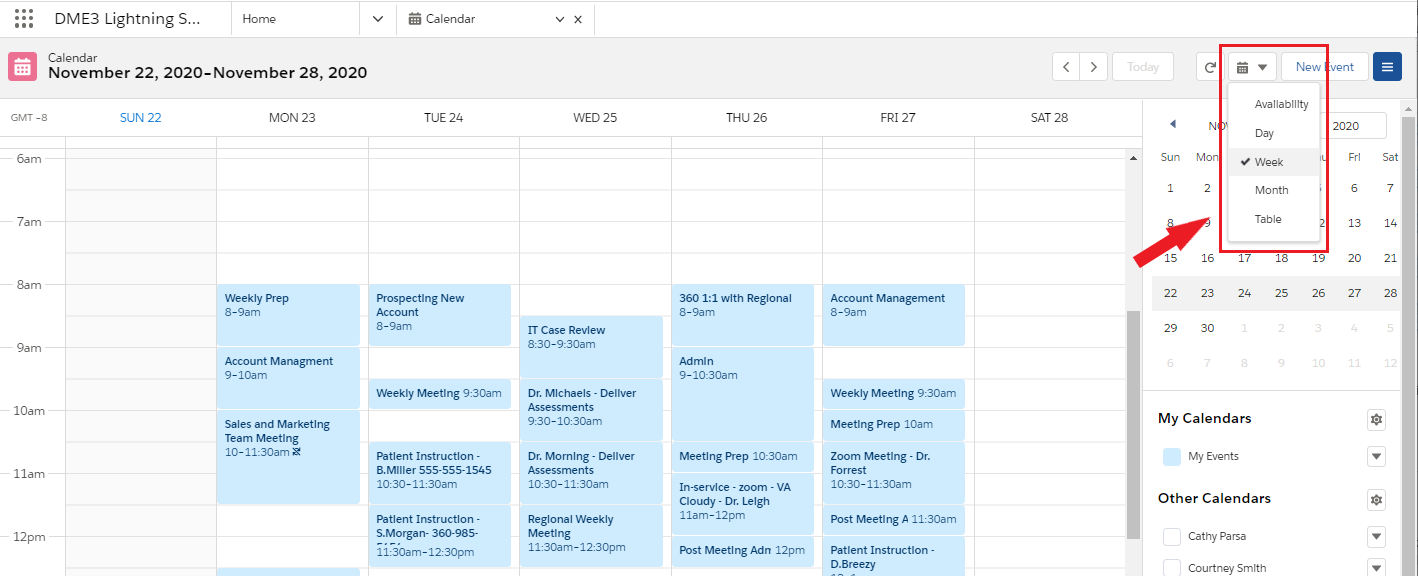 DME3 Lightning S...
Home
Calendar
Calendar
November 22, 2020–November 28, 2020
Today
New Event
GMT −8
SUN 22
MON 23
TUE 24
WED 25
THU 26
FRI 27
SAT 28
6am
7am
8am
9am
10am
11am
12pm
Weekly Prep
8–9am
Account Managment
9–10am
Sales and Marketing
Team Meeting
10–11:30am
Prospecting New
Account
8–9am
Weekly Meeting 9:30am
Patient Instruction -
B.Miller 555-555-1545
10:30–11:30am
Patient Instruction -
S.Morgan- 360-985-
11:30am–12:30pm
IT Case Review
8:30–9:30am
Dr. Michaels - Deliver
Assessments
9:30–10:30am
Dr. Morning - Deliver
Assessments
10:30–11:30am
Regional Weekly
Meeting
11:30am–12:30pm
360 1:1 with Regional
8–9am
Admin
9–10:30am
Meeting Prep 10:30am
In-service - zoom - VA
Cloudy - Dr. Leigh
11am–12pm
Post Meeting Adm 12pm
Account Management
8–9am
Weekly Meeting 9:30am
Meeting Prep 10am
Zoom Meeting - Dr.
Forrest
10:30–11:30am
Post Meeting A 11:30am
Patient Instruction -
D.Breezy
Availability
Day
Week
Month
Table
NOV 2020
Sun Mon Fri Sat
1 2 6 7
8 9 13 14
15 16 17 18 19 20 21
22 23 24 25 26 27 28
29 30 1 2 3 4 5
6 7 8 9 10 11 12
My Calendars
My Events
Other Calendars
Cathy Parsa
Courtney Smith